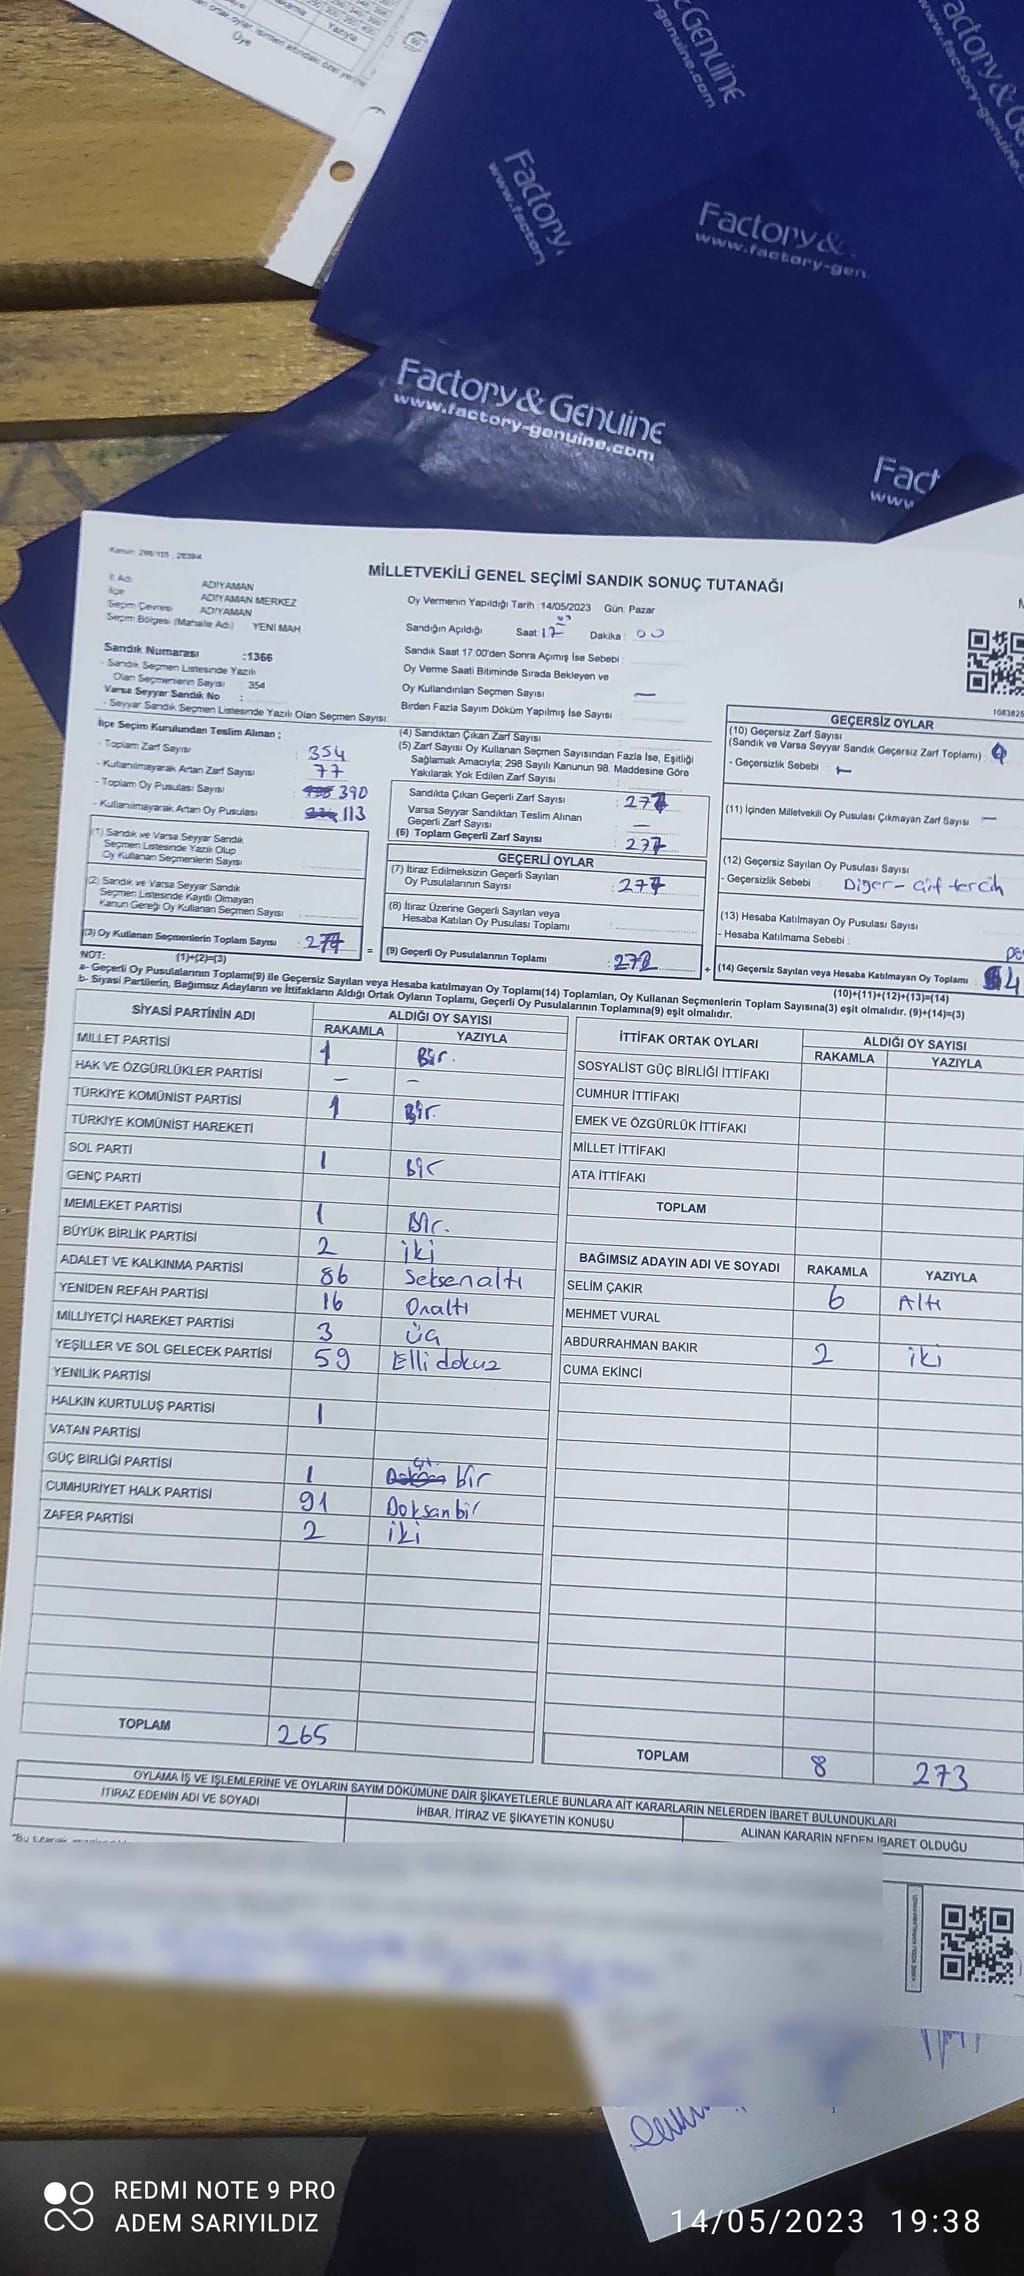 Üye
& GENUINE
y-genuine.com
actory & Ge
w.factory-genuine.c
Factory
www.factory
Factory &
www.factory-gen
Factory & GENUINE
www.factory-genuine.com
Fact
www
MİLLETVEKİLİ GENEL SEÇİMİ SANDIK SONUÇ TUTANAĞI
İl Adı ADIYAMAN
İlçe ADIYAMAN MERKEZ
Seçim Çevresi ADIYAMAN
Seçim Bölgesi (Mahalle Adı) YENİ MAH
Sandık Numarası :1366
- Sandık Seçmen Listesinde Yazılı
Olan Seçmenlerin Sayısı : 354
Varsa Seyyar Sandık No :
- Seyyar Sandık Seçmen Listesinde Yazılı Olan Seçmen Sayısı:
Oy Vermenin Yapıldığı Tarih : 14/05/2023 Gün: Pazar
Sandığın Açıldığı Saat 17 Dakika : 00
Sandık Saat 17:00'den Sonra Açımış İse Sebebi :
Oy Verme Saati Bitiminde Sırada Bekleyen ve
Oy Kullandırılan Seçmen Sayısı —
Birden Fazla Sayım Döküm Yapılmış İse Sayısı :
İlçe Seçim Kurulundan Teslim Alınan ;
- Toplam Zarf Sayısı : 354
- Kullanılmayarak Artan Zarf Sayısı : 77
- Toplam Oy Pusulası Sayısı : 390
- Kullanılmayarak Artan Oy Pusulası : 113
(1) Sandık ve Varsa Seyyar Sandık
Seçmen Listesinde Yazılı Olup
Oy Kullanan Seçmenlerin Sayısı :
(2) Sandık ve Varsa Seyyar Sandık
Seçmen Listesinde Kayıtlı Olmayan
Kanun Gereği Oy Kullanan Seçmen Sayısı :
(3) Oy Kullanan Seçmenlerin Toplam Sayısı : 277
(1)+(2)=(3)
(4) Sandıktan Çıkan Zarf Sayısı :
(5) Zarf Sayısı Oy Kullanan Seçmen Sayısından Fazla İse, Eşitliği
Sağlamak Amacıyla; 298 Sayılı Kanunun 98. Maddesine Göre
Yakılarak Yok Edilen Zarf Sayısı :
Sandıkta Çıkan Geçerli Zarf Sayısı : 277
Varsa Seyyar Sandıktan Teslim Alınan
Geçerli Zarf Sayısı : —
(6) Toplam Geçerli Zarf Sayısı : 277
GEÇERLİ OYLAR
(7) İtiraz Edilmeksizin Geçerli Sayılan
Oy Pusulalarının Sayısı : 277
(8) İtiraz Üzerine Geçerli Sayılan veya
Hesaba Katılan Oy Pusulası Toplamı :
= (9) Geçerli Oy Pusulalarının Toplamı :
GEÇERSİZ OYLAR
(10) Geçersiz Zarf Sayısı
(Sandık ve Varsa Seyyar Sandık Geçersiz Zarf Toplamı) :
- Geçersizlik Sebebi :
(11) İçinden Milletvekili Oy Pusulası Çıkmayan Zarf Sayısı —
(12) Geçersiz Sayılan Oy Pusulası Sayısı
- Geçersizlik Sebebi : Diğer - çift tercih
(13) Hesaba Katılmayan Oy Pusulası Sayısı
- Hesaba Katılmama Sebebi :
+ (14) Geçersiz Sayılan veya Hesaba Katılmayan Oy Toplamı : 4
(10)+(11)+(12)+(13)=(14)
NOT:
a- Geçerli Oy Pusulalarının Toplamı(9) ile Geçersiz Sayılan veya Hesaba katılmayan Oy Toplamı(14) Toplamları, Oy Kullanan Seçmenlerin Toplam Sayısına(3) eşit olmalıdır. (9)+(14)=(3)
b- Siyasi Partilerin, Bağımsız Adayların ve İttifakların Aldığı Ortak Oyların Toplamı, Geçerli Oy Pusulalarının Toplamına(9) eşit olmalıdır.
SİYASİ PARTİNİN ADI ALDIĞI OY SAYISI
RAKAMLA YAZIYLA
MİLLET PARTİSİ 1 Bir.
HAK VE ÖZGÜRLÜKLER PARTİSİ — —
TÜRKİYE KOMÜNİST PARTİSİ 1 Bir.
TÜRKİYE KOMÜNİST HAREKETİ
SOL PARTİ 1 Bir
GENÇ PARTİ
MEMLEKET PARTİSİ 1 Bir.
BÜYÜK BİRLİK PARTİSİ 2 iki
ADALET VE KALKINMA PARTİSİ 86 Seksenaltı
YENİDEN REFAH PARTİSİ 16 Onaltı
MİLLİYETÇİ HAREKET PARTİSİ 3 üç
YEŞİLLER VE SOL GELECEK PARTİSİ 59 Elli dokuz
YENİLİK PARTİSİ
HALKIN KURTULUŞ PARTİSİ 1
VATAN PARTİSİ
GÜÇ BİRLİĞİ PARTİSİ 1 bir
CUMHURİYET HALK PARTİSİ 91 Doksanbir
ZAFER PARTİSİ 2 iki
TOPLAM 265
İTTİFAK ORTAK OYLARI ALDIĞI OY SAYISI
RAKAMLA YAZIYLA
SOSYALİST GÜÇ BİRLİĞİ İTTİFAKI
CUMHUR İTTİFAKI
EMEK VE ÖZGÜRLÜK İTTİFAKI
MİLLET İTTİFAKI
ATA İTTİFAKI
TOPLAM
BAĞIMSIZ ADAYIN ADI VE SOYADI RAKAMLA YAZIYLA
SELİM ÇAKIR 6 Altı
MEHMET VURAL
ABDURRAHMAN BAKIR 2 iki
CUMA EKİNCİ
TOPLAM 8 273
OYLAMA İŞ VE İŞLEMLERİNE VE OYLARIN SAYIM DÖKÜMÜNE DAİR ŞİKAYETLERLE BUNLARA AİT KARARLARIN NELERDEN İBARET BULUNDUKLARI
İTİRAZ EDENİN ADI VE SOYADI
İHBAR, İTİRAZ VE ŞİKAYETİN KONUSU
ALINAN KARARIN NEDEN İBARET OLDUĞU
REDMI NOTE 9 PRO
ADEM SARIYILDIZ
14/05/2023 19:38